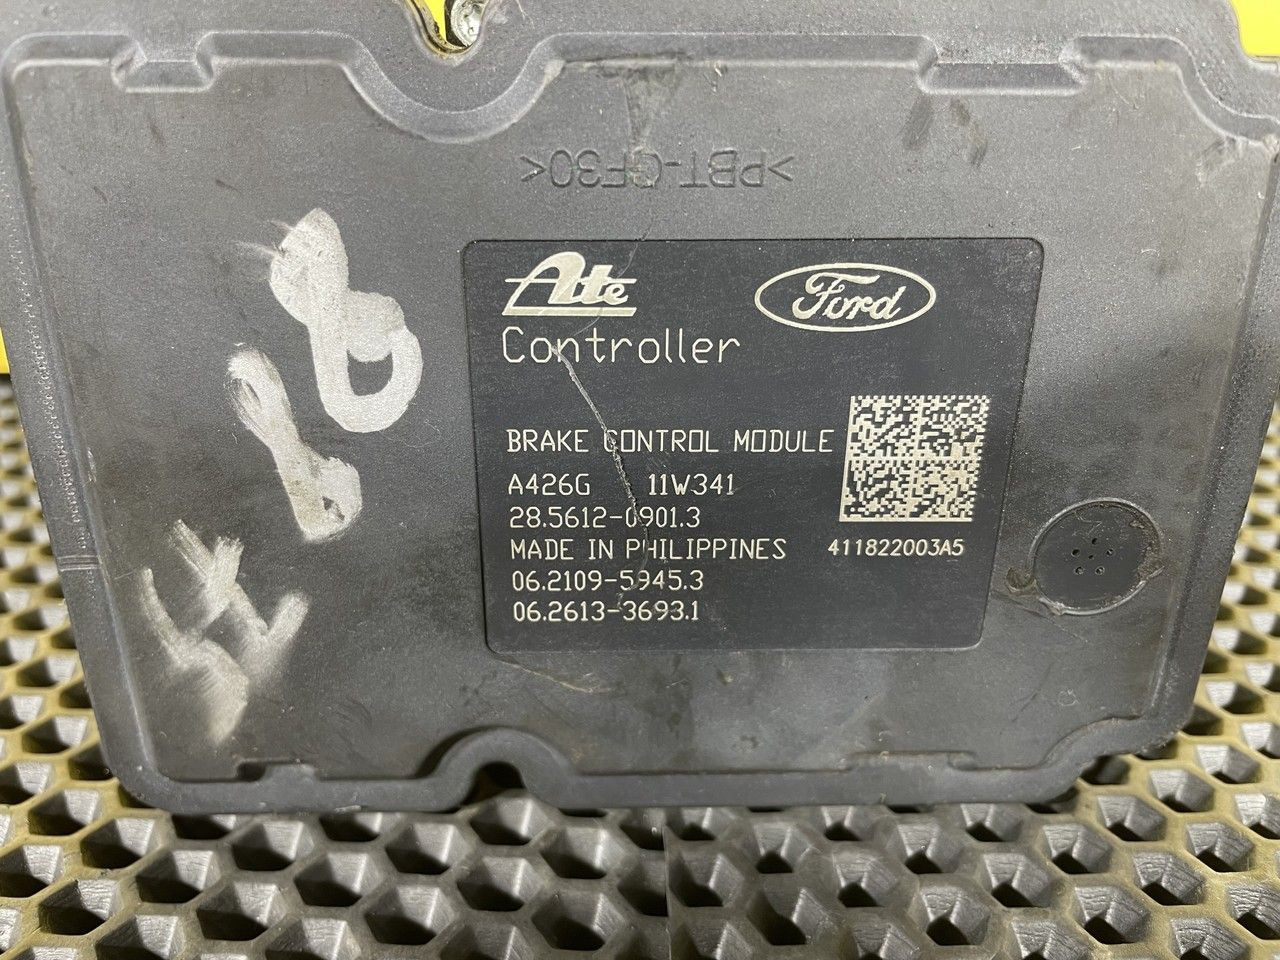 >PBT-GF30<
Ate
Ford
Controller
BRAKE CONTROL MODULE
A426G 11W341
28.5612-0901.3
MADE IN PHILIPPINES 411822003A5
06.2109-5945.3
06.2613-3693.1